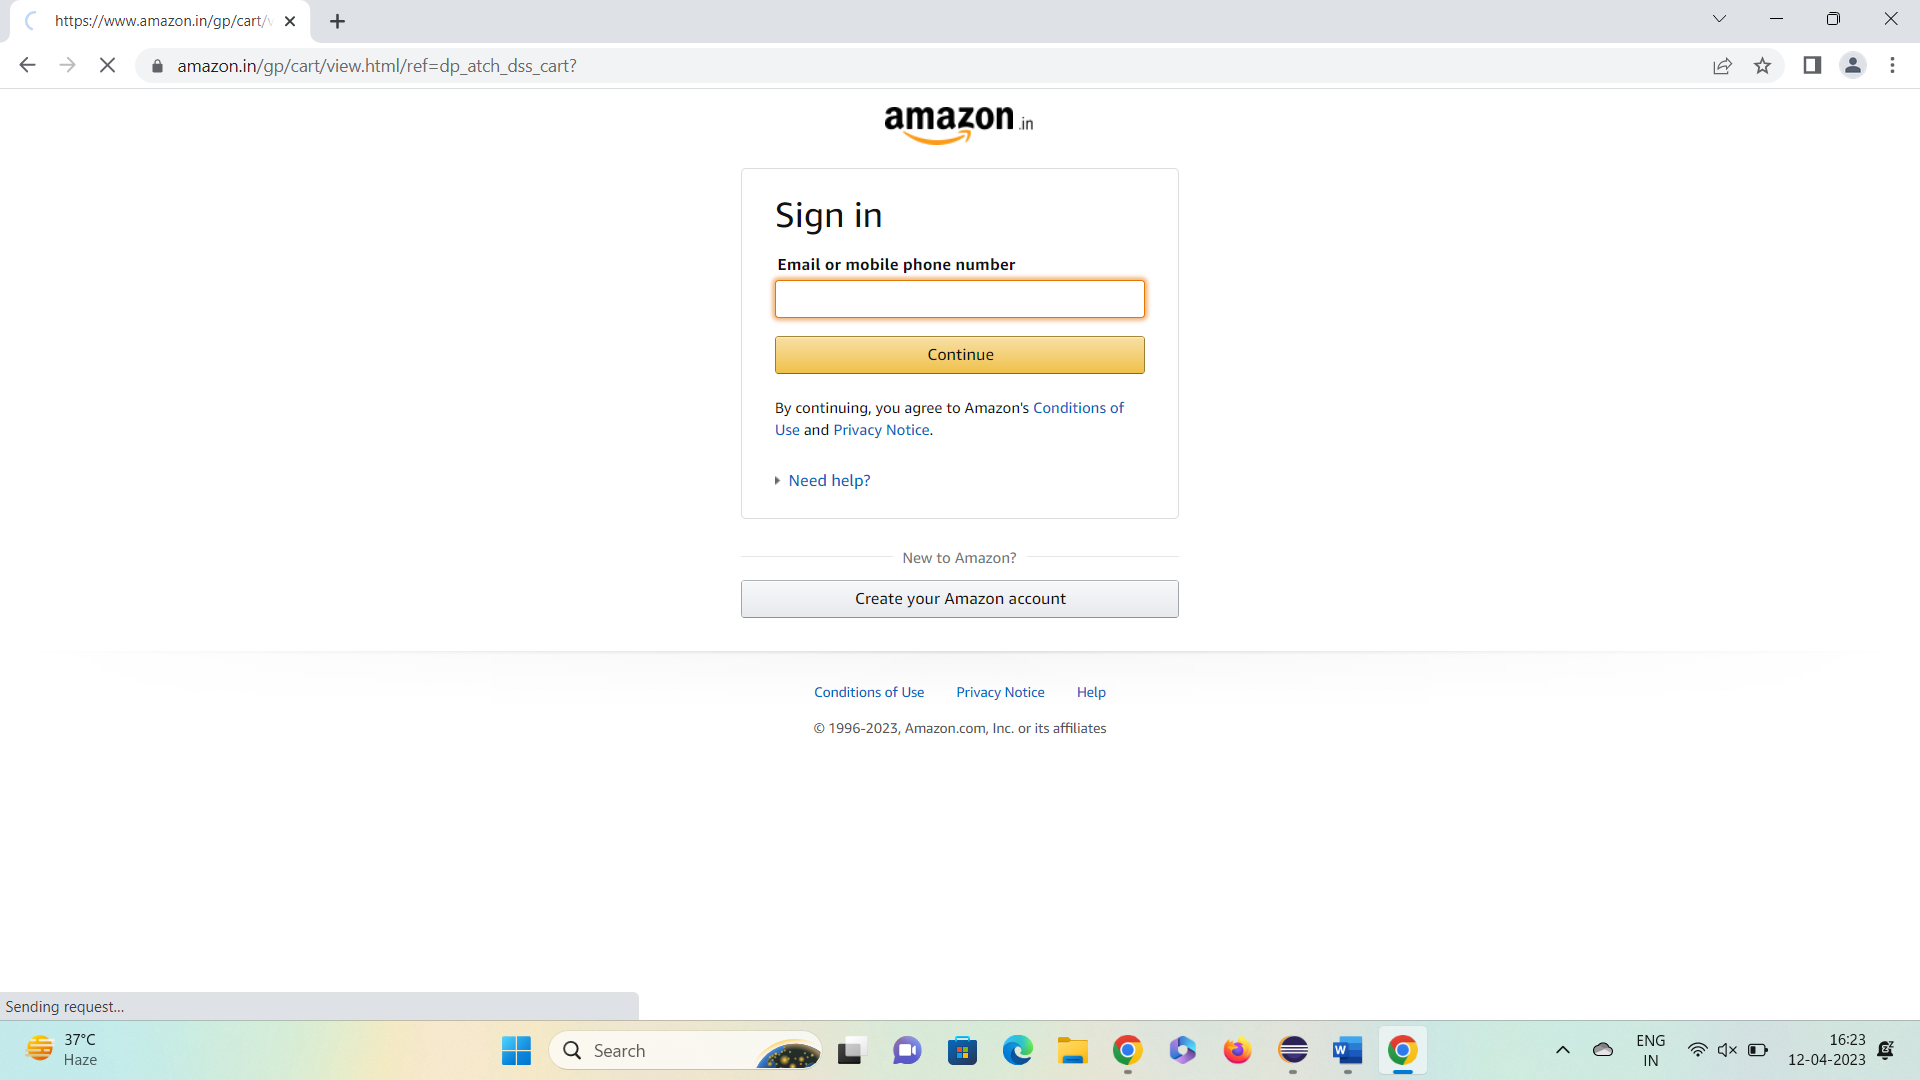 https://www.amazon.in/gp/cart/v
amazon.in/gp/cart/view.html/ref=dp_atch_dss_cart?
amazon.in
Sign in
Email or mobile phone number
Continue
By continuing, you agree to Amazon's Conditions of
Use and Privacy Notice.
Need help?
New to Amazon?
Create your Amazon account
Conditions of Use Privacy Notice Help
© 1996-2023, Amazon.com, Inc. or its affiliates
Sending request...
37°C
Haze
Search
W
ENG
IN
16:23
12-04-2023